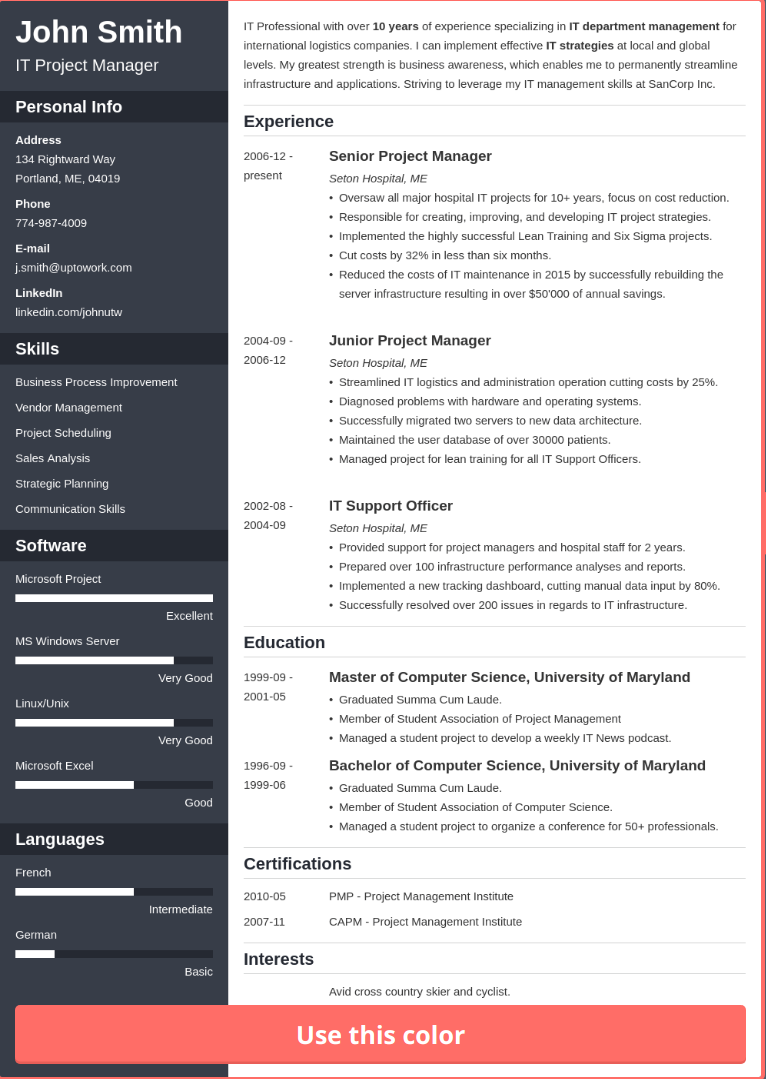 John Smith
IT Project Manager
Personal Info
Address
134 Rightward Way
Portland, ME, 04019
Phone
774-987-4009
E-mail
j.smith@uptowork.com
LinkedIn
linkedin.com/johnutw
Skills
Business Process Improvement
Vendor Management
Project Scheduling
Sales Analysis
Strategic Planning
Communication Skills
Software
Microsoft Project
Excellent
MS Windows Server
Very Good
Linux/Unix
Very Good
Microsoft Excel
Good
Languages
French
Intermediate
German
Basic
IT Professional with over 10 years of experience specializing in IT department management for
international logistics companies. I can implement effective IT strategies at local and global
levels. My greatest strength is business awareness, which enables me to permanently streamline
infrastructure and applications. Striving to leverage my IT management skills at SanCorp Inc.
Experience
2006-12 - Senior Project Manager
present Seton Hospital, ME
• Oversaw all major hospital IT projects for 10+ years, focus on cost reduction.
• Responsible for creating, improving, and developing IT project strategies.
• Implemented the highly successful Lean Training and Six Sigma projects.
• Cut costs by 32% in less than six months.
• Reduced the costs of IT maintenance in 2015 by successfully rebuilding the
server infrastructure resulting in over $50'000 of annual savings.
2004-09 - Junior Project Manager
2006-12 Seton Hospital, ME
• Streamlined IT logistics and administration operation cutting costs by 25%.
• Diagnosed problems with hardware and operating systems.
• Successfully migrated two servers to new data architecture.
• Maintained the user database of over 30000 patients.
• Managed project for lean training for all IT Support Officers.
2002-08 - IT Support Officer
2004-09 Seton Hospital, ME
• Provided support for project managers and hospital staff for 2 years.
• Prepared over 100 infrastructure performance analyses and reports.
• Implemented a new tracking dashboard, cutting manual data input by 80%.
• Successfully resolved over 200 issues in regards to IT infrastructure.
Education
1999-09 - Master of Computer Science, University of Maryland
2001-05 • Graduated Summa Cum Laude.
• Member of Student Association of Project Management
• Managed a student project to develop a weekly IT News podcast.
1996-09 - Bachelor of Computer Science, University of Maryland
1999-06 • Graduated Summa Cum Laude.
• Member of Student Association of Computer Science.
• Managed a student project to organize a conference for 50+ professionals.
Certifications
2010-05 PMP - Project Management Institute
2007-11 CAPM - Project Management Institute
Interests
Avid cross country skier and cyclist.
Use this color